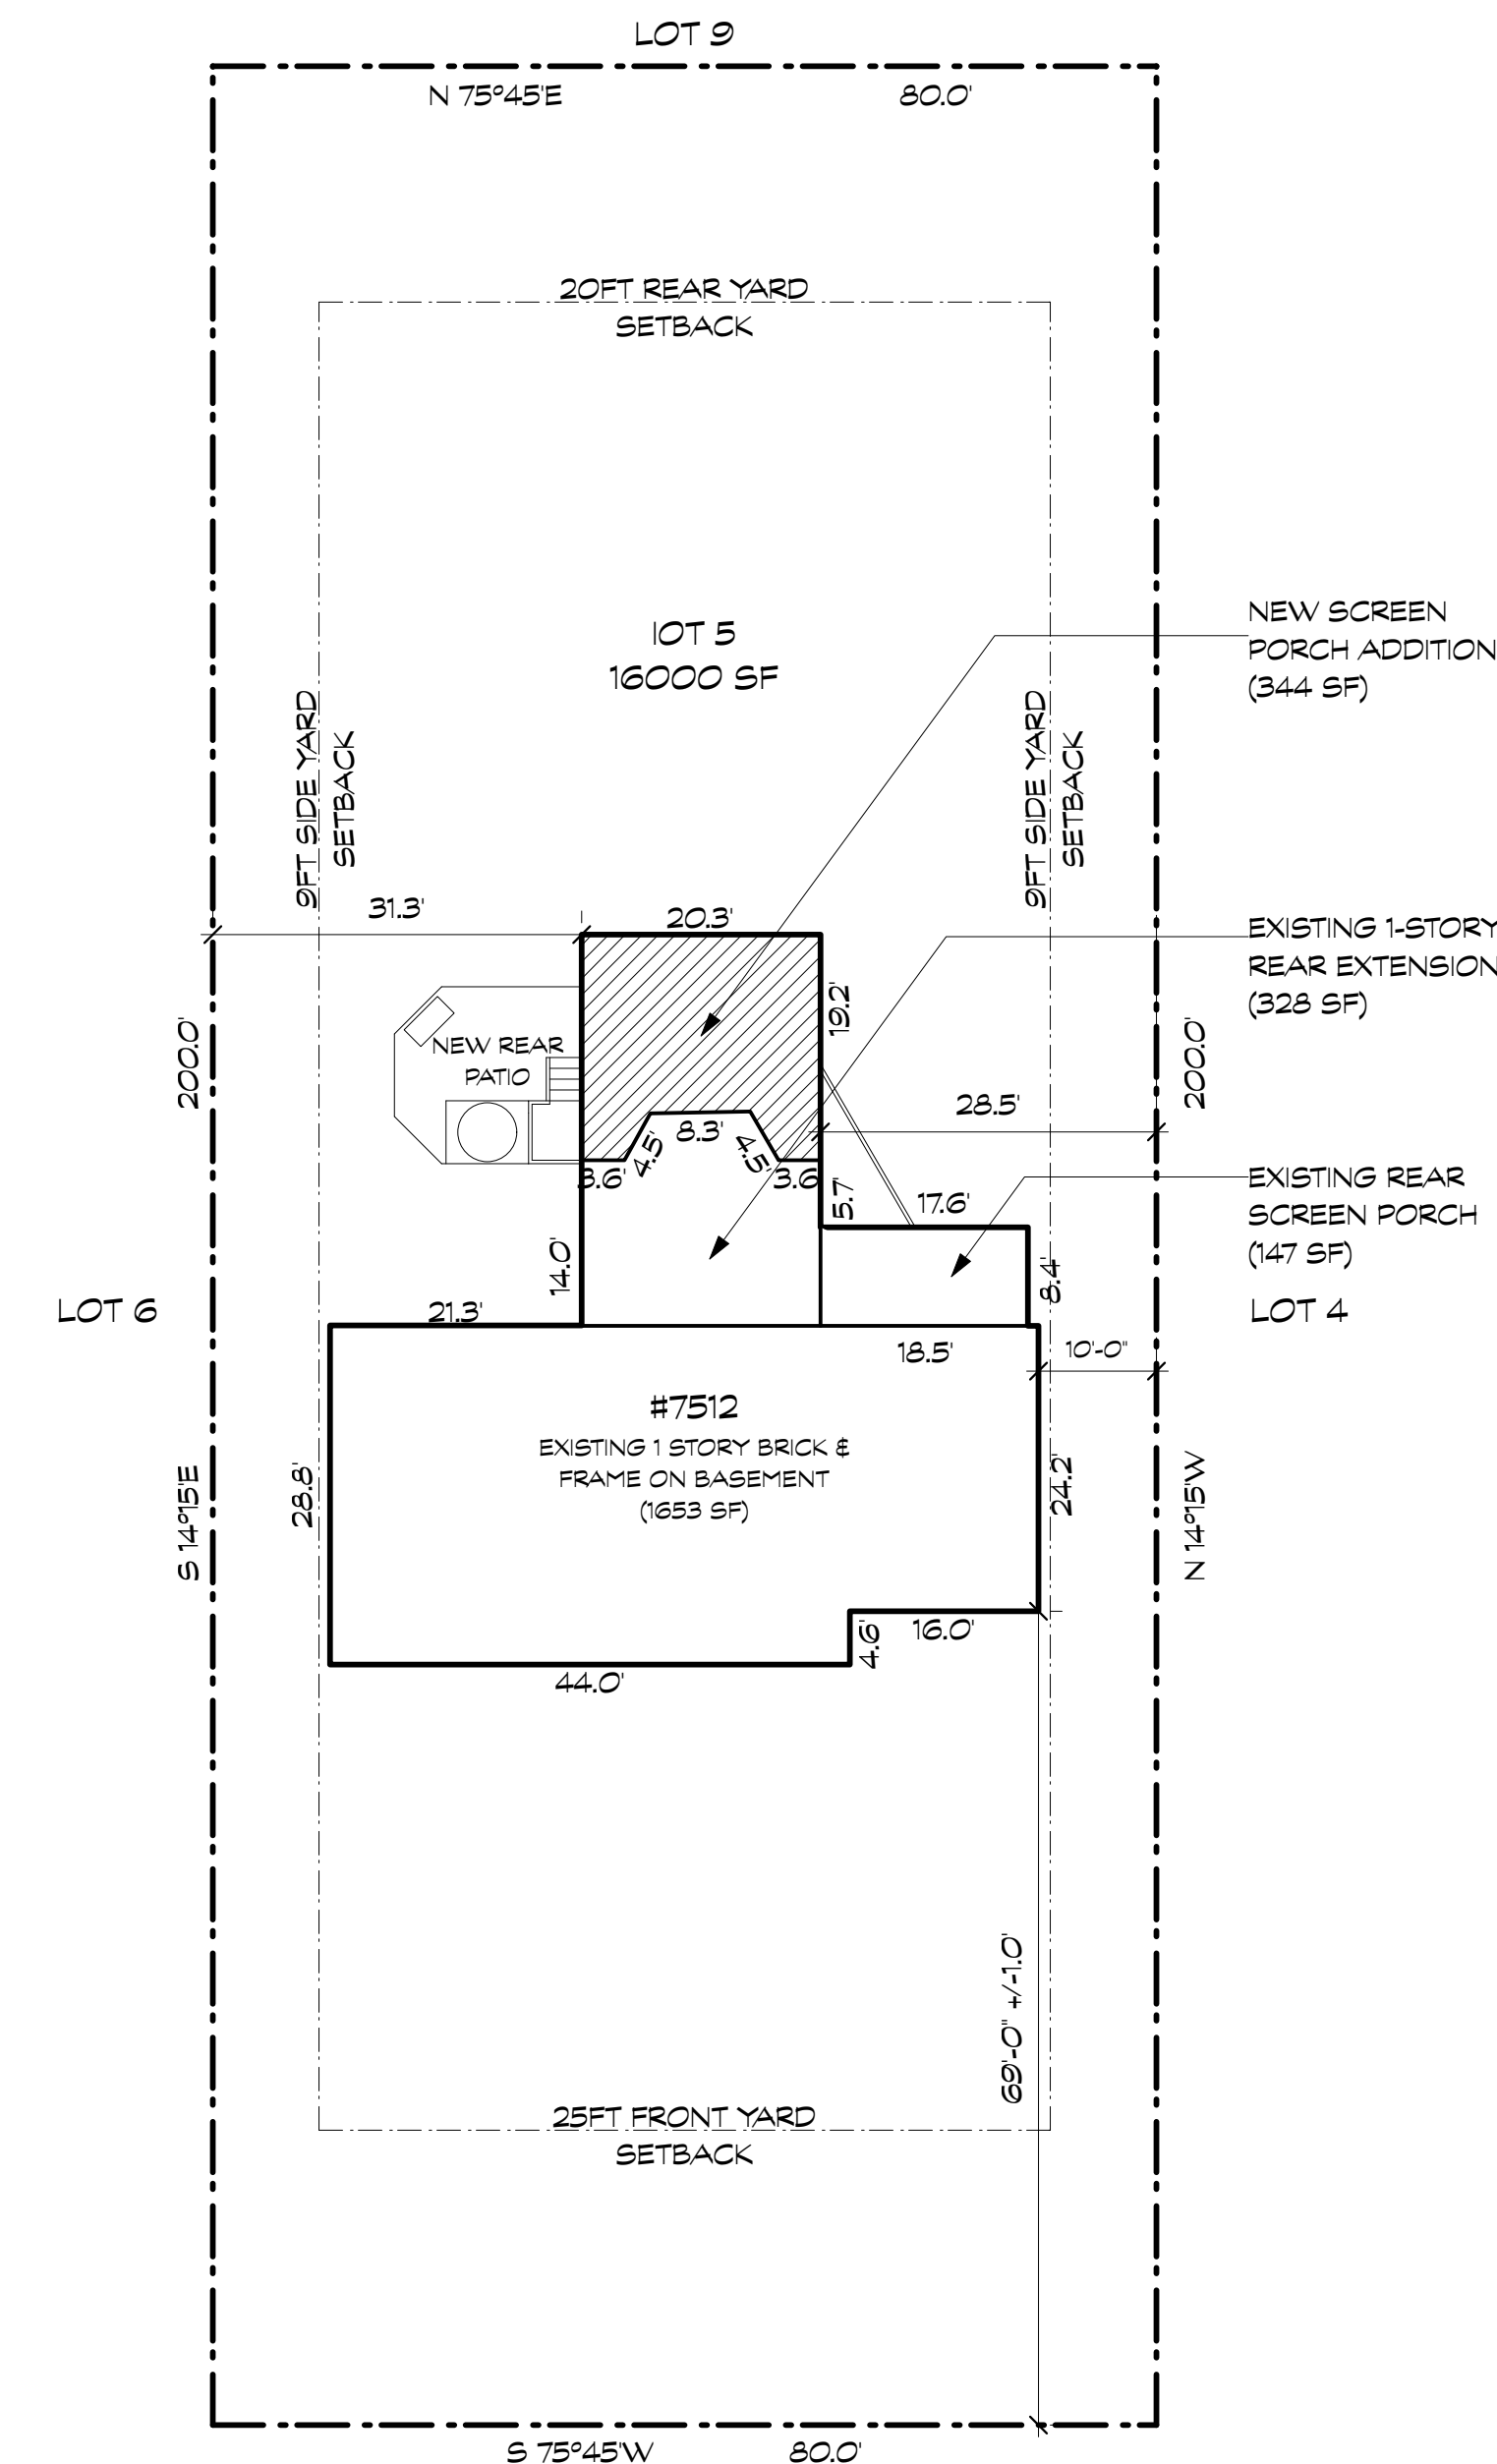 LOT 9
N 75°45'E 80.0'
20FT REAR YARD
SETBACK
lOT 5
16000 SF
NEW SCREEN
PORCH ADDITION
(344 SF)
9FT SIDE YARD
SETBACK
9FT SIDE YARD
SETBACK
31.3'
20.3'
EXISTING 1-STORY
REAR EXTENSION
(328 SF)
200.0'
NEW REAR
PATIO
19.2'
200.0'
28.5'
8.3'
4.5'
4.5'
3.6'
3.6'
5.7'
17.6'
EXISTING REAR
SCREEN PORCH
(147 SF)
14.0'
8.4'
LOT 6
21.3'
LOT 4
18.5'
10'-0"
#7512
EXISTING 1 STORY BRICK &
FRAME ON BASEMENT
(1653 SF)
28.8'
24.2'
S 14°15'E
N 14°15'W
4.6'
16.0'
44.0'
69'-0" +/-1.0'
25FT FRONT YARD
SETBACK
S 75°45'W 80.0'